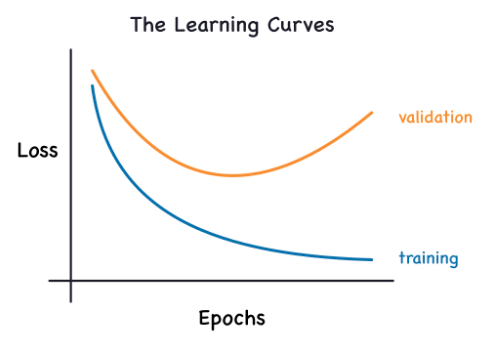 The Learning Curves
validation
Loss
training
Epochs